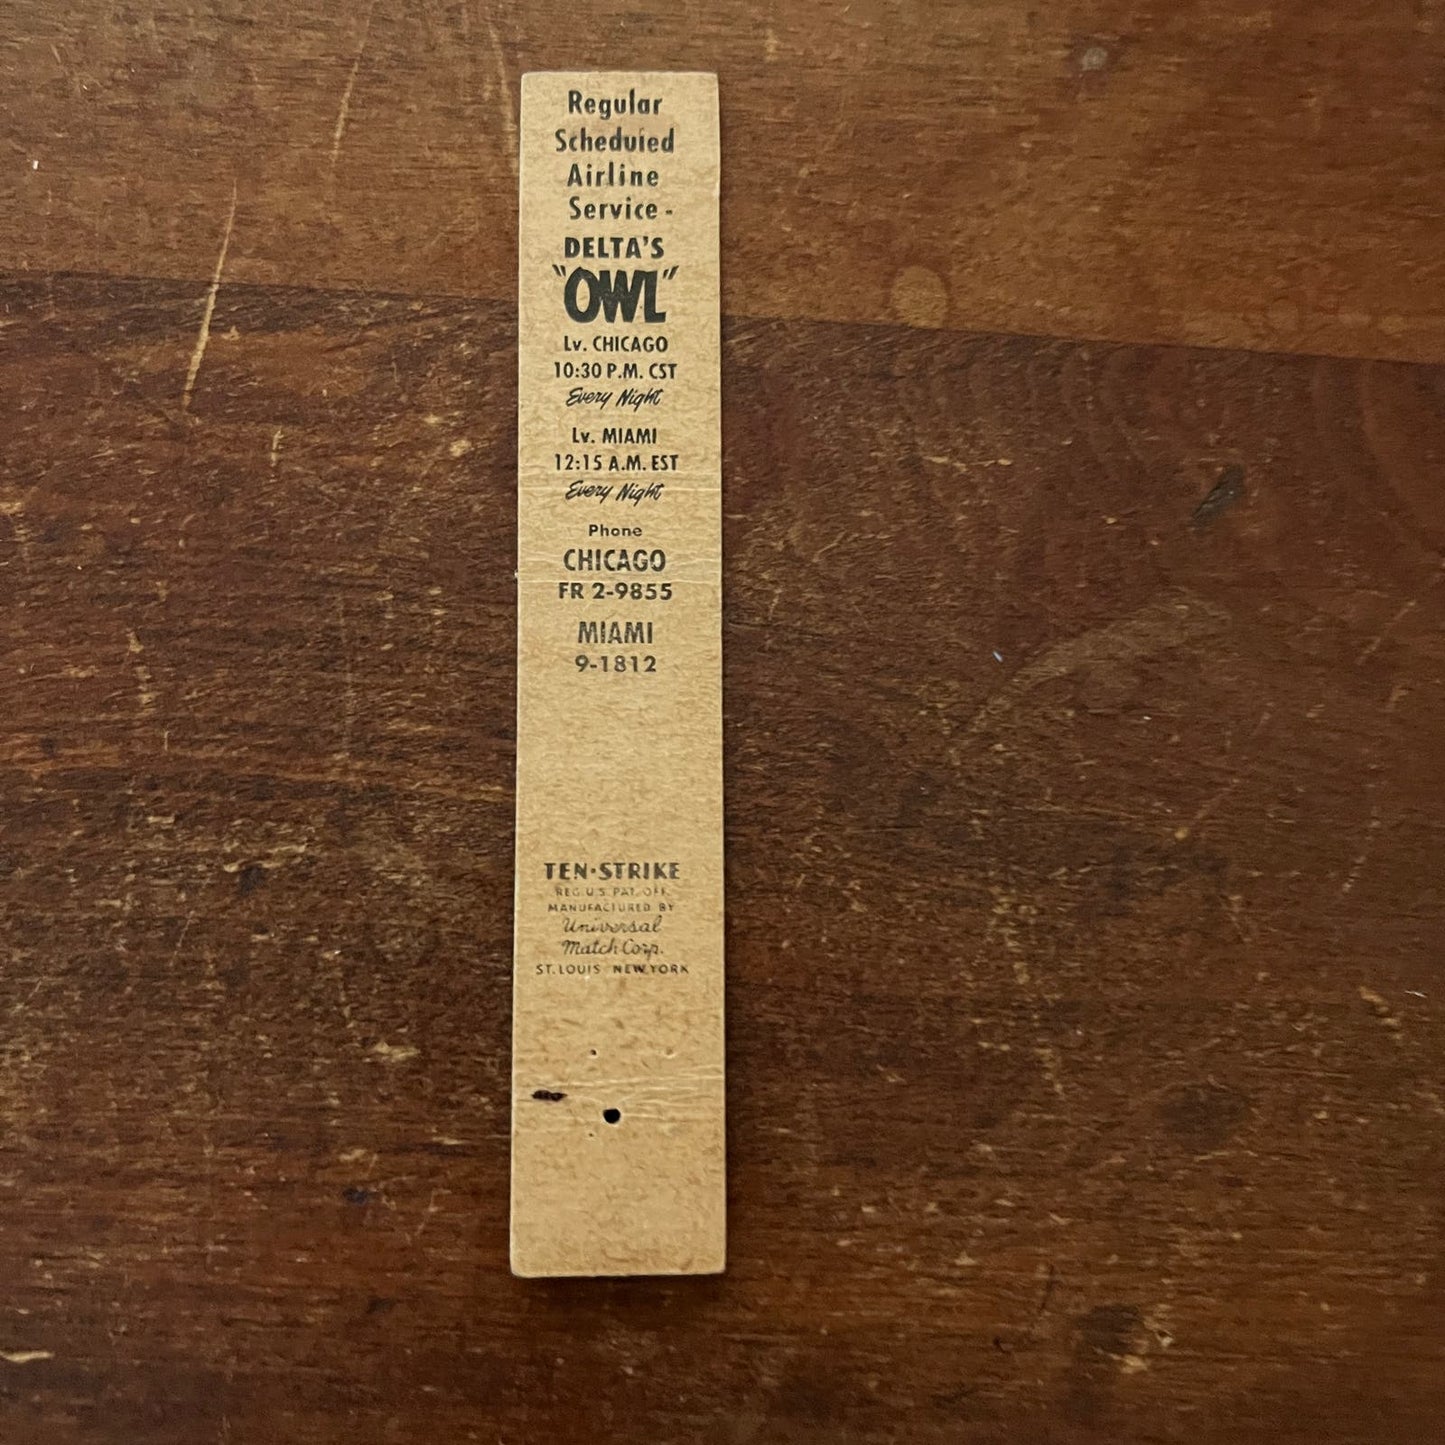 Regular
Scheduled
Airline
Service -
DELTA'S
"OWL"
Lv. CHICAGO
10:30 P.M. CST
Every Night
Lv. MIAMI
12:15 A.M. EST
Every Night
Phone
CHICAGO
FR 2-9855
MIAMI
9-1812
TEN·STRIKE
REG. U.S. PAT. OFF.
MANUFACTURED BY
Universal
Match Corp.
ST. LOUIS NEW YORK